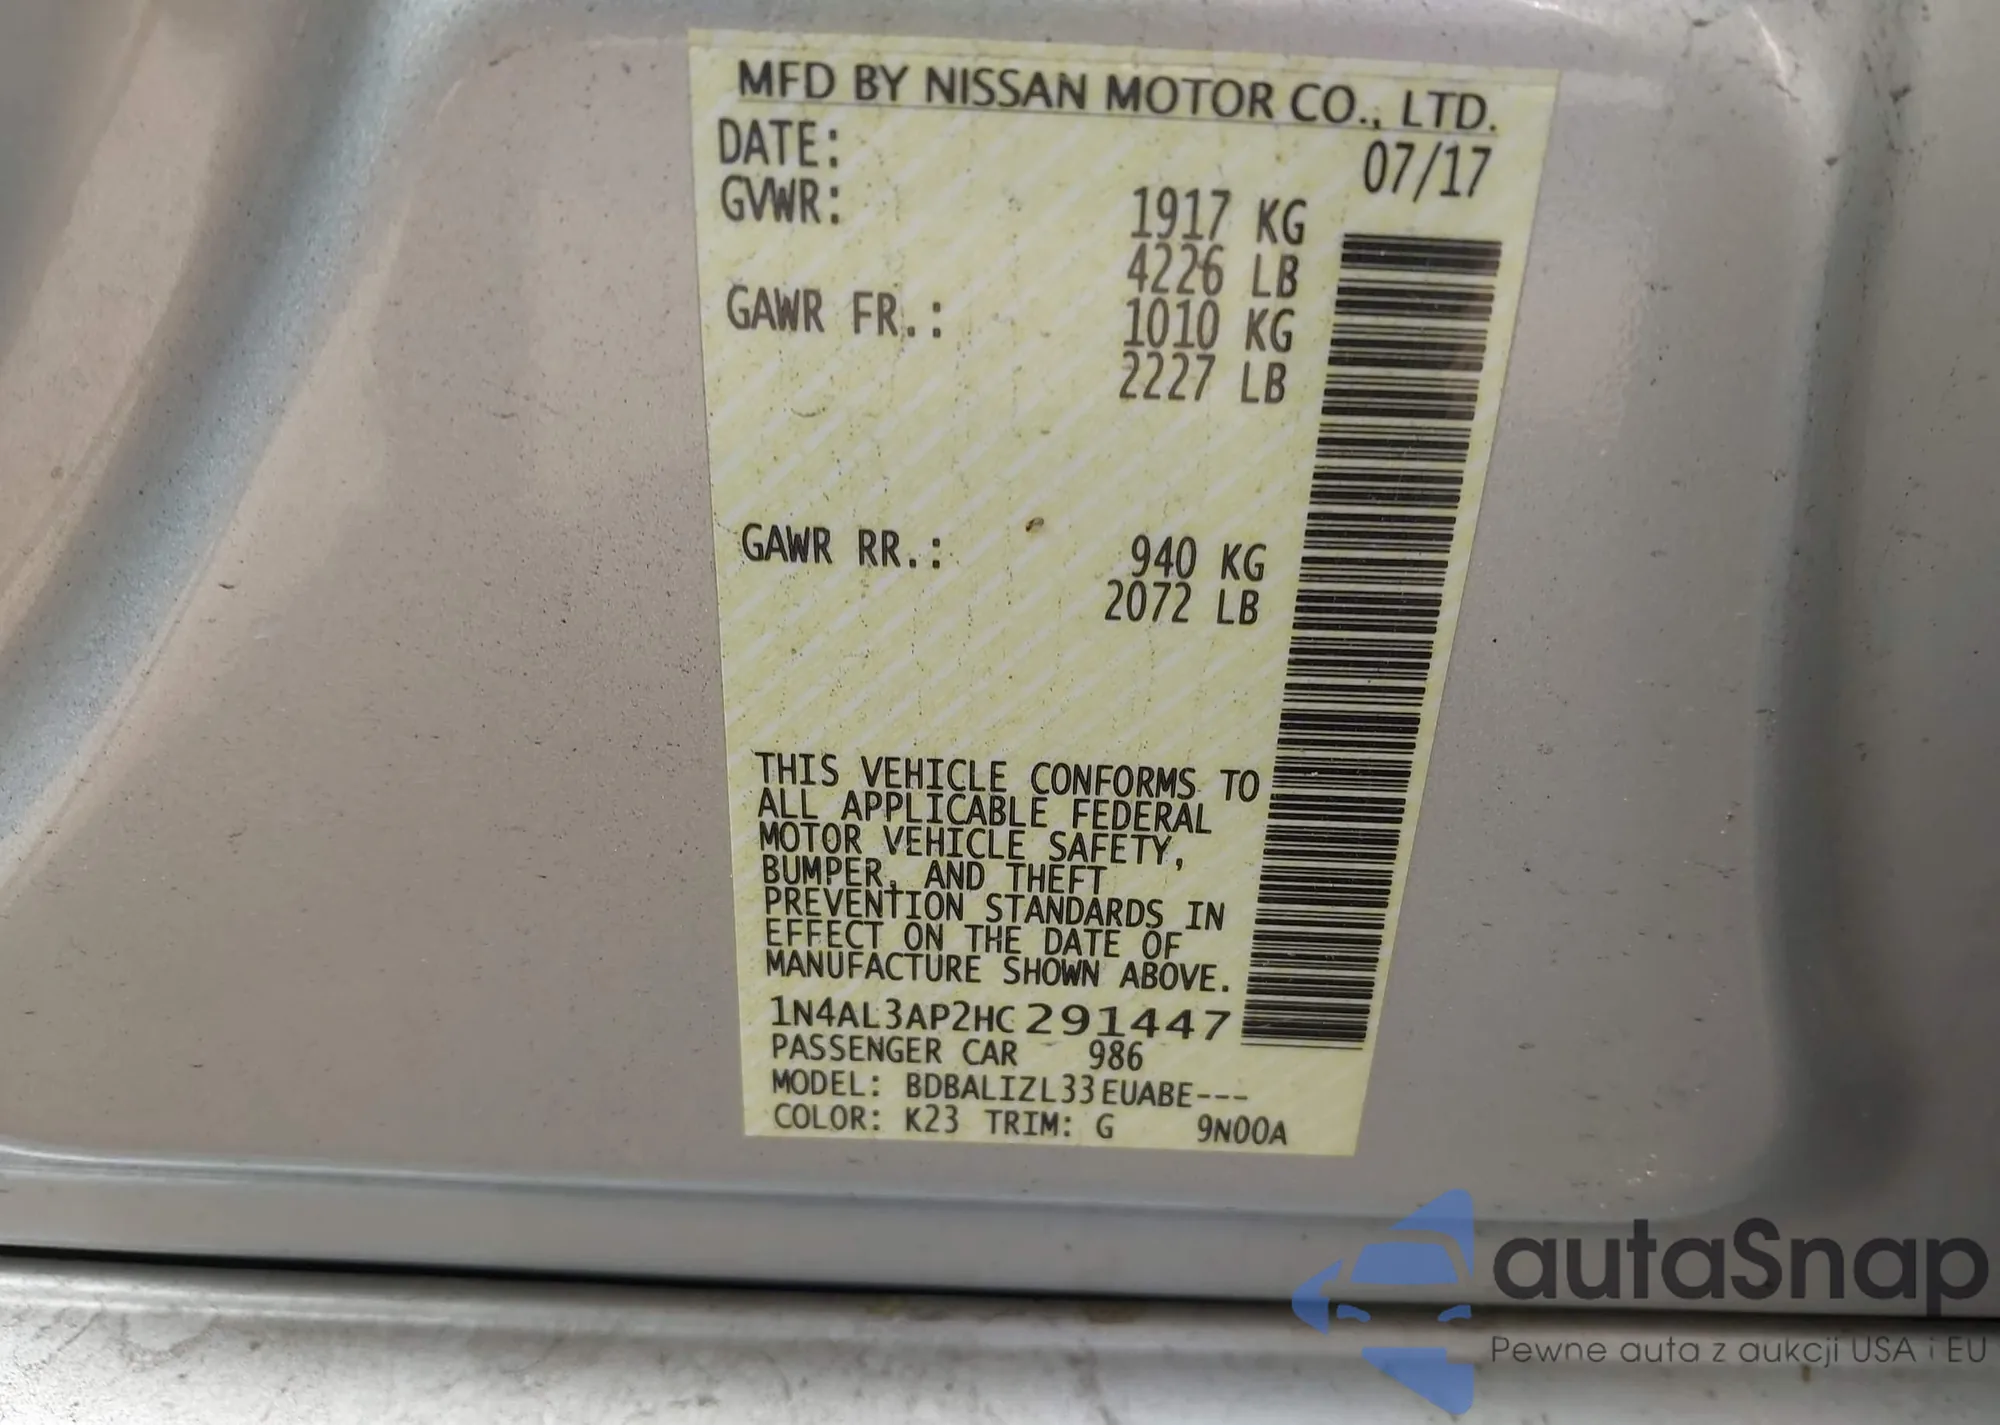 MFD BY NISSAN MOTOR CO., LTD.
DATE: 07/17
GVWR: 1917 KG
4226 LB
GAWR FR.: 1010 KG
2227 LB
GAWR RR.: 940 KG
2072 LB
THIS VEHICLE CONFORMS TO
ALL APPLICABLE FEDERAL
MOTOR VEHICLE SAFETY,
BUMPER, AND THEFT
PREVENTION STANDARDS IN
EFFECT ON THE DATE OF
MANUFACTURE SHOWN ABOVE.
1N4AL3AP2HC291447
PASSENGER CAR 986
MODEL: BDBALIZL33EUABE---
COLOR: K23 TRIM: G 9N00A
autaSnap
Pewne auta z aukcji USA i EU